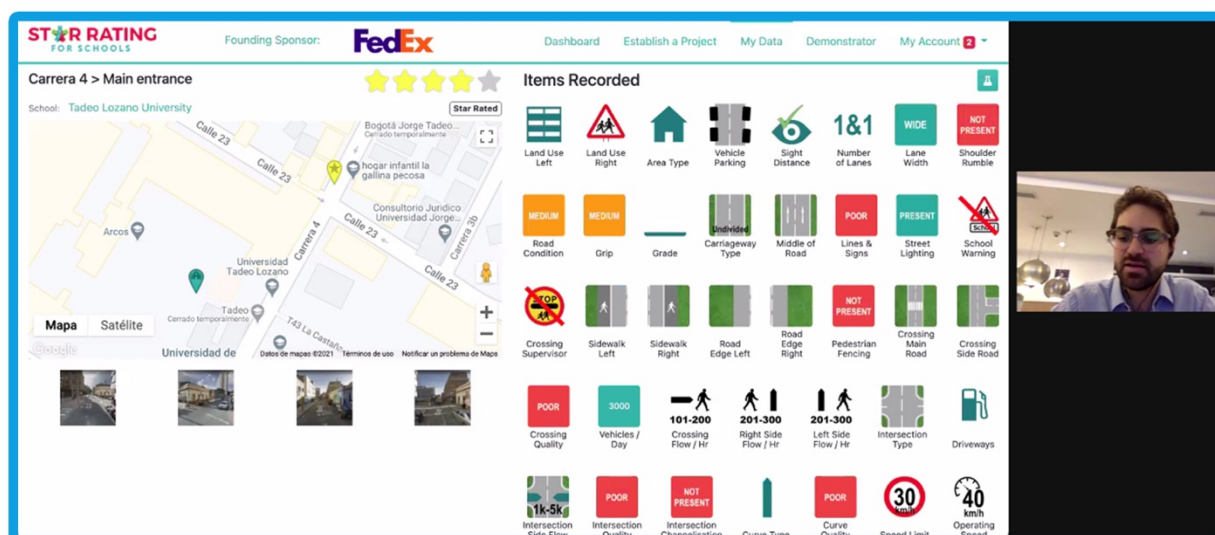 STAR RATING
FOR SCHOOLS
Founding Sponsor:
FedEx
Dashboard
Establish a Project
My Data
Demonstrator
My Account 2
Carrera 4 > Main entrance
School: Tadeo Lozano University
Star Rated
Calle 23
Calle 23
Calle 23
Calle 23
Bogotá Jorge Tadeo...
Cerrado temporalmente
hogar infantil la
gallina pecosa
Consultorio Juridico
Universidad Jorge...
Carrera 3b
Carrera 4
Arcos
Universidad
Tadeo Lozano
Tadeo
Cerrado temporalmente
T43 La Castaño
Mapa
Satélite
Google
Universidad de
Datos de mapas ©2021
Términos de uso
Notificar un problema de Maps
Items Recorded
Land Use
Left
Land Use
Right
Area Type
Vehicle
Parking
Sight
Distance
1&1
Number
of Lanes
WIDE
Lane
Width
NOT
PRESENT
Shoulder
Rumble
MEDIUM
Road
Condition
MEDIUM
Grip
Grade
Undivided
Carriageway
Type
Middle of
Road
POOR
Lines &
Signs
PRESENT
Street
Lighting
School
School
Warning
STOP
Crossing
Supervisor
Sidewalk
Left
Sidewalk
Right
Road
Edge Left
Road
Edge
Right
NOT
PRESENT
Pedestrian
Fencing
Crossing
Main
Road
Crossing
Side Road
POOR
Crossing
Quality
3000
Vehicles /
Day
101-200
Crossing
Flow / Hr
201-300
Right Side
Flow / Hr
201-300
Left Side
Flow / Hr
Intersection
Type
Driveways
1k-5k
Intersection
Side Flow
POOR
Intersection
Quality
NOT
PRESENT
Intersection
Channelisation
Curve Type
POOR
Curve
Quality
30
km/h
Speed Limit
40
km/h
Operating
Speed